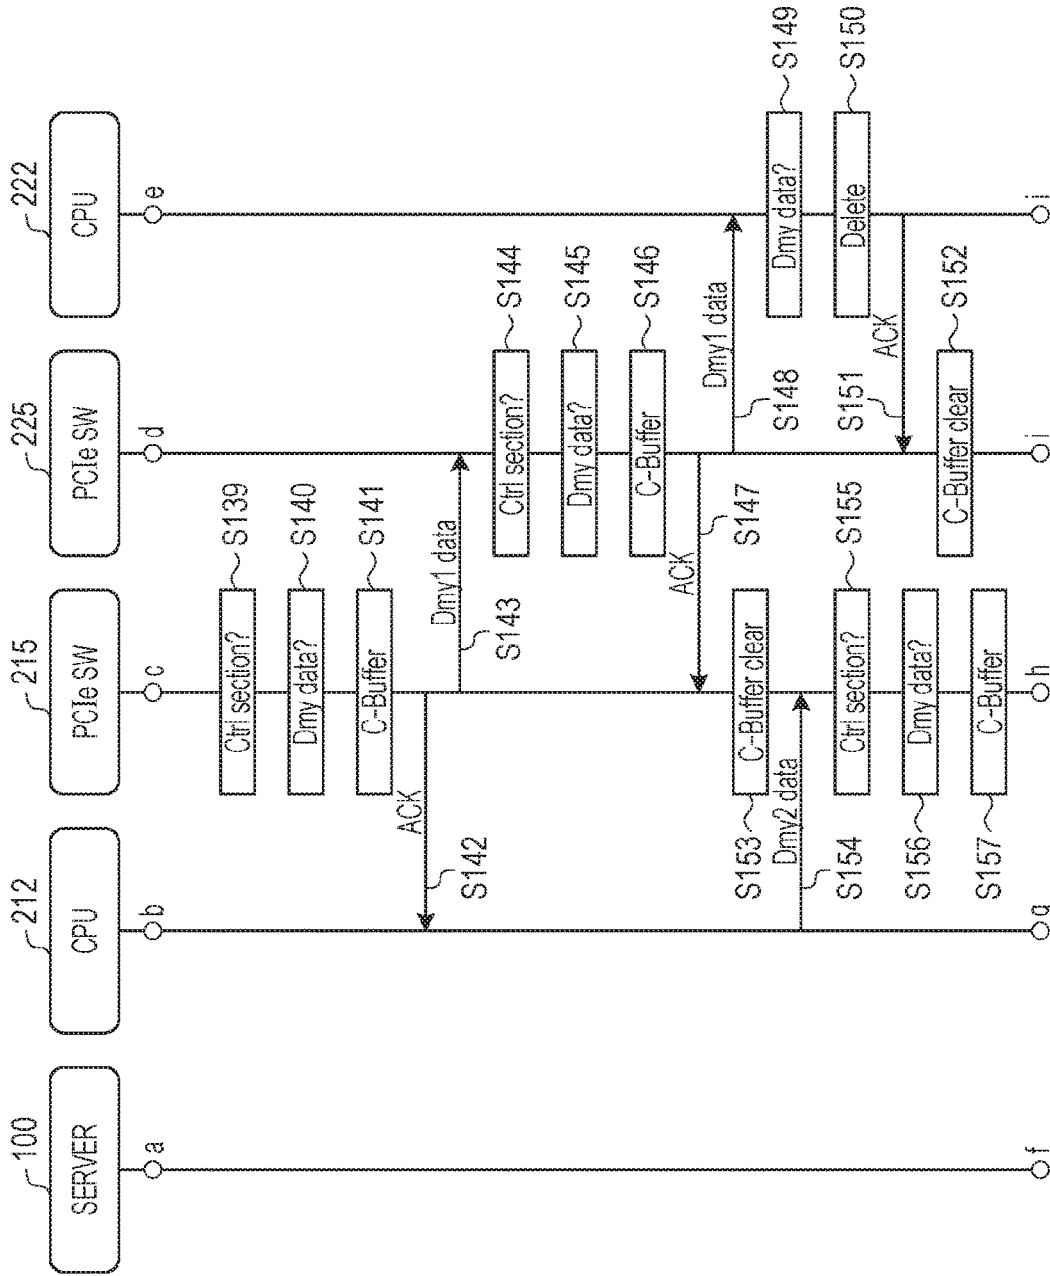 100
212
215
225
222
SERVER
CPU
PCIe SW
PCIe SW
CPU
a
b
c
d
e
Ctrl section?
S139
Dmy data?
S140
C-Buffer
S141
ACK
S142
Dmy1 data
S143
Ctrl section?
S144
Dmy data?
S145
C-Buffer
S146
ACK
S147
Dmy1 data
S148
Dmy data?
S149
Delete
S150
ACK
S151
C-Buffer clear
S152
C-Buffer clear
S153
Dmy2 data
S154
Ctrl section?
S155
Dmy data?
S156
C-Buffer
S157
f
g
h
i
j